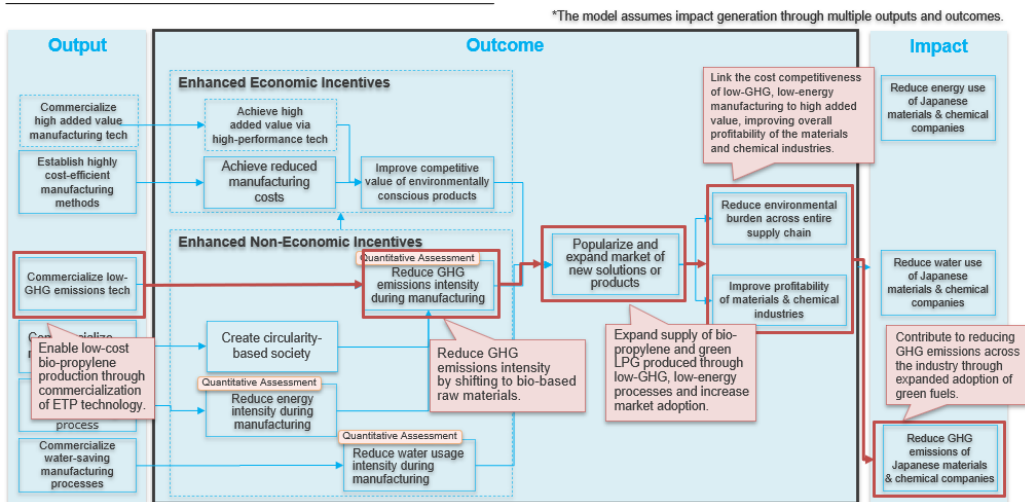 *The model assumes impact generation through multiple outputs and outcomes.
Output
Outcome
Impact
Enhanced Economic Incentives
Commercialize
high added value
manufacturing tech
Achieve high
added value via
high-performance tech
Establish highly
cost-efficient
manufacturing
methods
Achieve reduced
manufacturing
costs
Improve competitive
value of environmentally
conscious products
Link the cost competitiveness
of low-GHG, low-energy
manufacturing to high added
value, improving overall
profitability of the materials
and chemical industries.
Reduce energy use
of Japanese
materials & chemical
companies
Enhanced Non-Economic Incentives
Quantitative Assessment
Commercialize low-
GHG emissions tech
Reduce GHG
emissions intensity
during manufacturing
Popularize and
expand market of
new solutions or
products
Reduce environmental
burden across entire
supply chain
Improve profitability
of materials & chemical
industries
Reduce water use
of Japanese
materials & chemical
companies
Enable low-cost
bio-propylene
production through
commercialization
of ETP technology.
process
Create circularity-
based society
Quantitative Assessment
Reduce energy
intensity during
manufacturing
Reduce GHG
emissions intensity
by shifting to bio-based
raw materials.
Expand supply of bio-
propylene and green
LPG produced through
low-GHG, low-energy
processes and increase
market adoption.
Contribute to reducing
GHG emissions across
the industry through
expanded adoption of
green fuels.
Commercialize
water-saving
manufacturing
processes
Quantitative Assessment
Reduce water usage
intensity during
manufacturing
Reduce GHG
emissions of
Japanese materials
& chemical companies